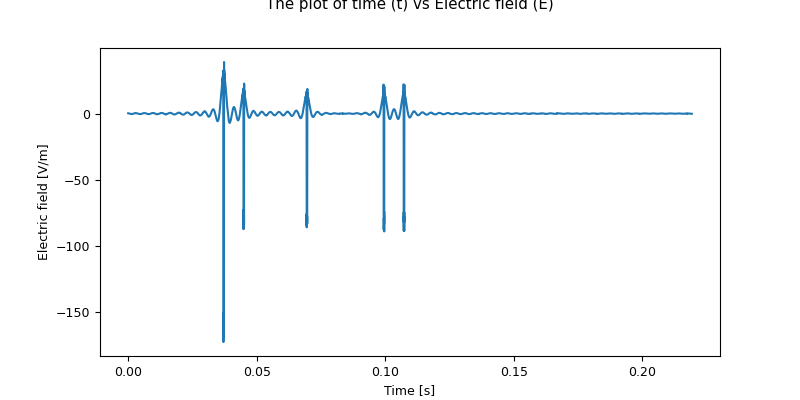 The plot of time (t) vs Electric field (E)
0
−50
−100
−150
Electric field [V/m]
0.00 0.05 0.10 0.15 0.20
Time [s]